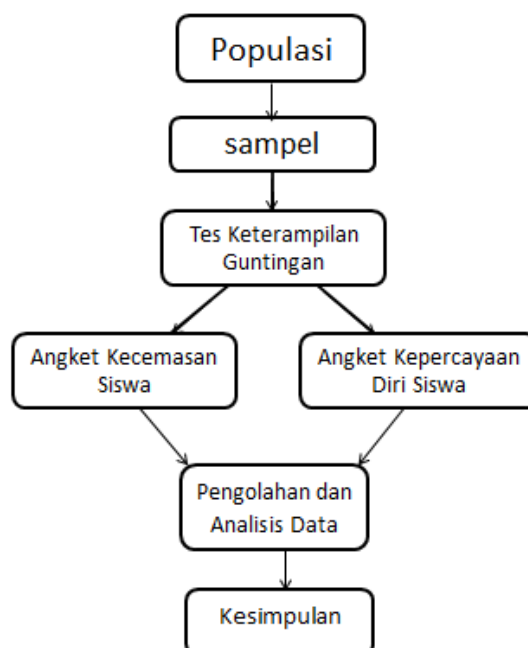 Populasi
sampel
Tes Keterampilan
Guntingan
Angket Kecemasan
Siswa
Angket Kepercayaan
Diri Siswa
Pengolahan dan
Analisis Data
Kesimpulan